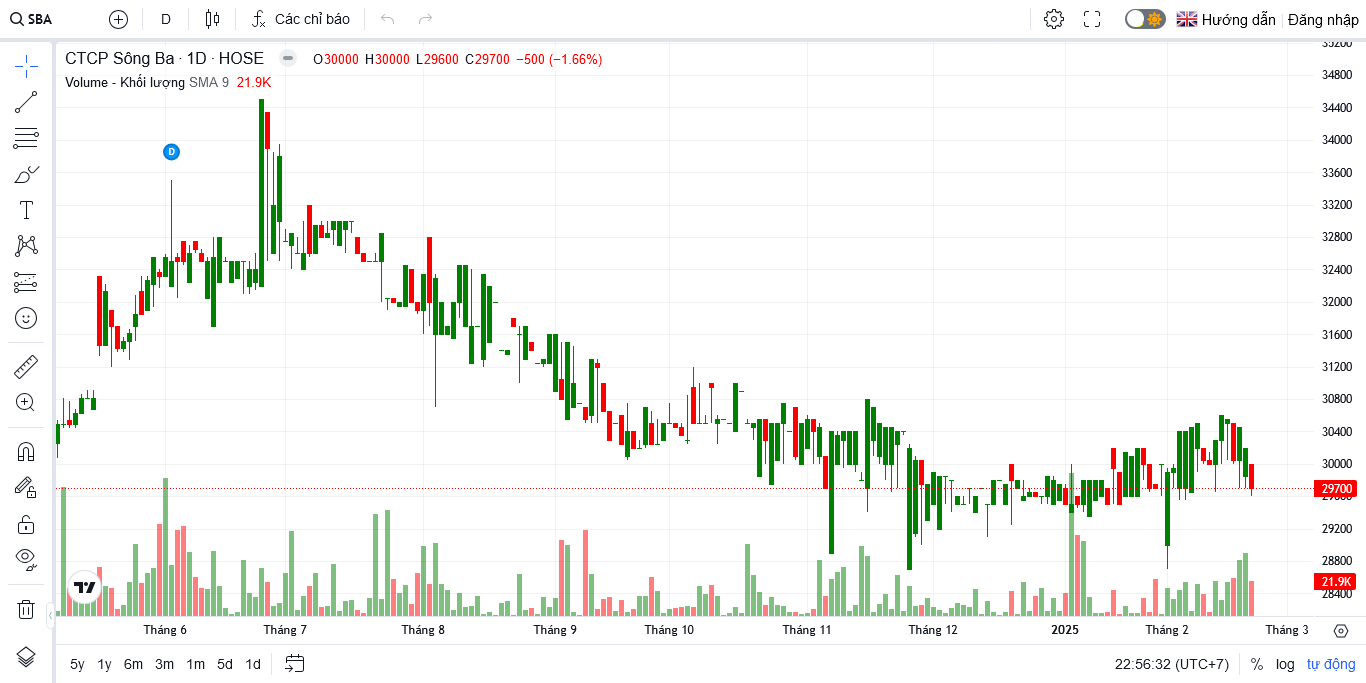 SBA
D
Các chỉ báo
Hướng dẫn
Đăng nhập
CTCP Sông Ba · 1D · HOSE
O30000 H30000 L29600 C29700 −500 (−1.66%)
Volume - Khối lượng SMA 9 21.9K
D
35200
34800
34400
34000
33600
33200
32800
32400
32000
31600
31200
30800
30400
30000
29700
29600
29200
28800
21.9K
28400
Tháng 6
Tháng 7
Tháng 8
Tháng 9
Tháng 10
Tháng 11
Tháng 12
2025
Tháng 2
Tháng 3
5y 1y 6m 3m 1m 5d 1d
22:56:32 (UTC+7)
% log tự động